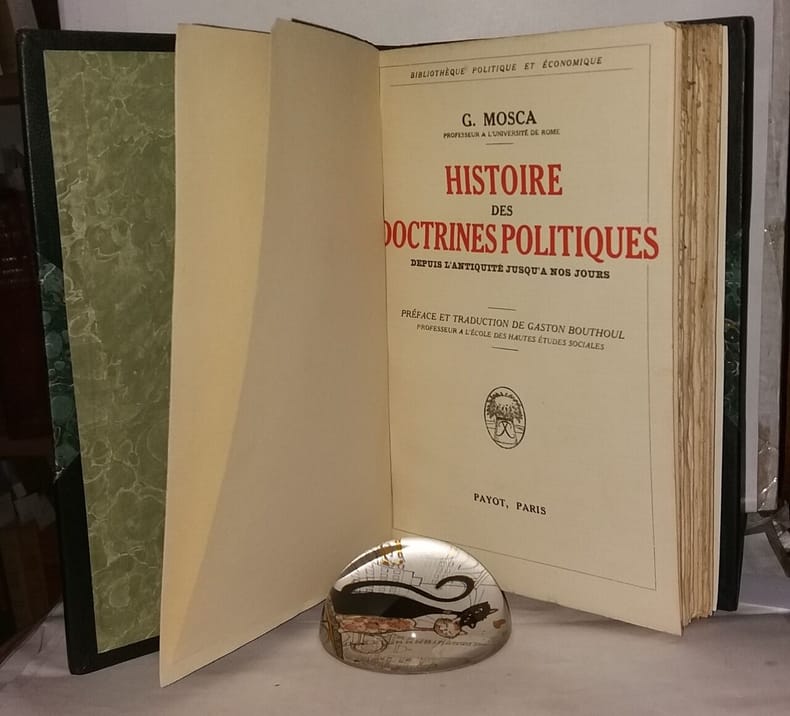 BIBLIOTHÈQUE POLITIQUE ET ÉCONOMIQUE
G. MOSCA
PROFESSEUR A L'UNIVERSITÉ DE ROME
HISTOIRE
DES
DOCTRINES POLITIQUES
DEPUIS L'ANTIQUITÉ JUSQU'A NOS JOURS
PRÉFACE ET TRADUCTION DE GASTON BOUTHOUL
PROFESSEUR A L'ÉCOLE DES HAUTES ÉTUDES SOCIALES
PAYOT, PARIS